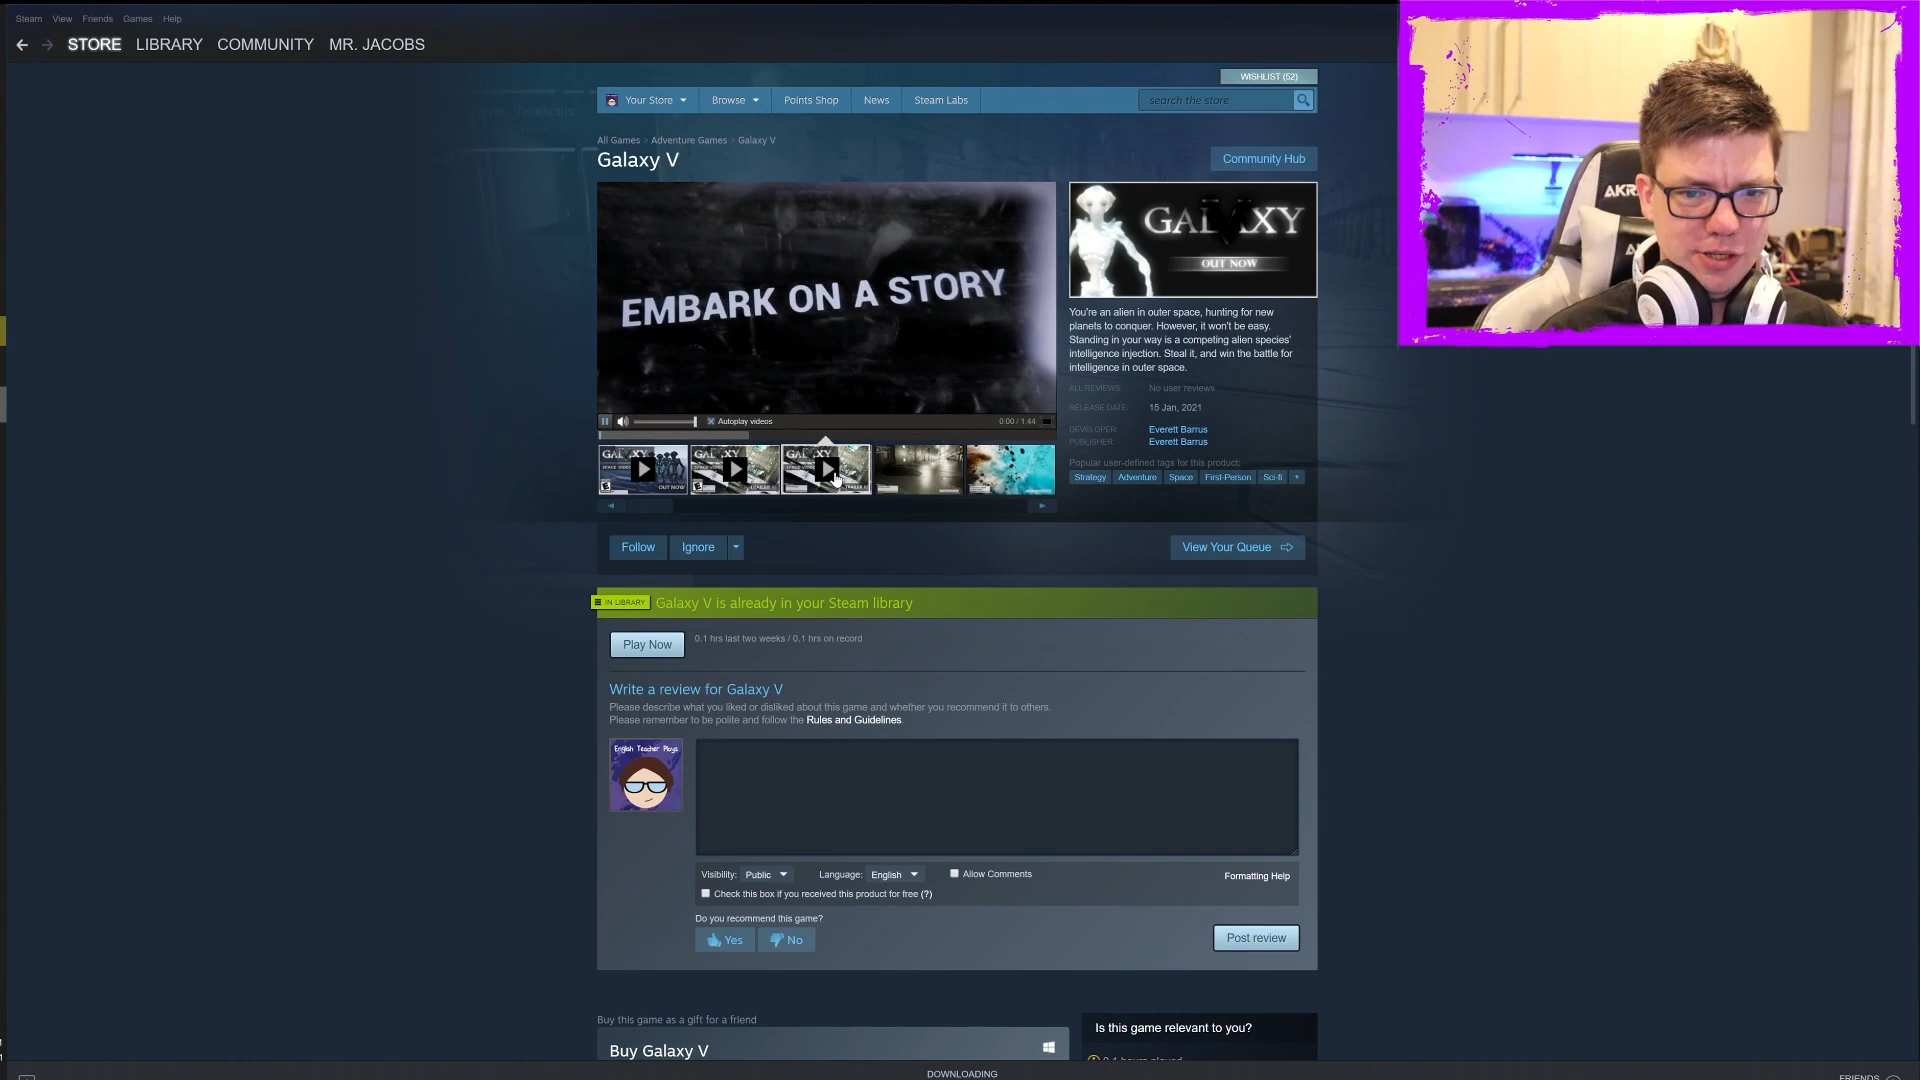 Steam View Friends Games Help
STORE LIBRARY COMMUNITY MR. JACOBS
WISHLIST (52)
Your Store Browse Points Shop News Steam Labs search the store
All Games > Adventure Games > Galaxy V
Galaxy V
Community Hub
EMBARK ON A STORY
GALAXY
OUT NOW
You're an alien in outer space, hunting for new
planets to conquer. However, it won't be easy.
Standing in your way is a competing alien species'
intelligence injection. Steal it, and win the battle for
intelligence in outer space.
ALL REVIEWS: No user reviews
RELEASE DATE: 15 Jan, 2021
DEVELOPER: Everett Barrus
PUBLISHER: Everett Barrus
Popular user-defined tags for this product:
Strategy Adventure Space First-Person Sci-fi +
Autoplay videos 0:00 / 1:44
Follow Ignore View Your Queue
IN LIBRARY Galaxy V is already in your Steam library
Play Now 0.1 hrs last two weeks / 0.1 hrs on record
Write a review for Galaxy V
Please describe what you liked or disliked about this game and whether you recommend it to others.
Please remember to be polite and follow the Rules and Guidelines.
English Teacher Plays
Visibility: Public Language: English Allow Comments Formatting Help
Check this box if you received this product for free (?)
Do you recommend this game?
Yes No Post review
Buy this game as a gift for a friend
Buy Galaxy V
Is this game relevant to you?
DOWNLOADING
FRIENDS